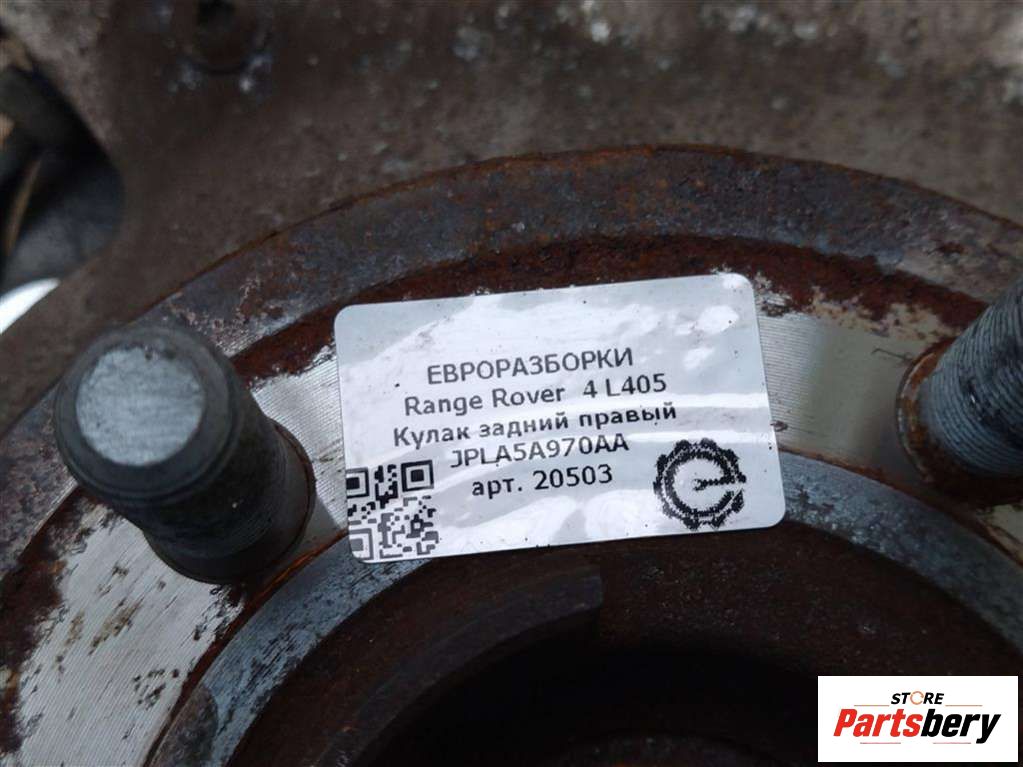 ЕВРОРАЗБОРКИ
Range Rover 4 L405
Кулак задний правый
JPLA5A970AA
арт. 20503
STORE
Partsbery